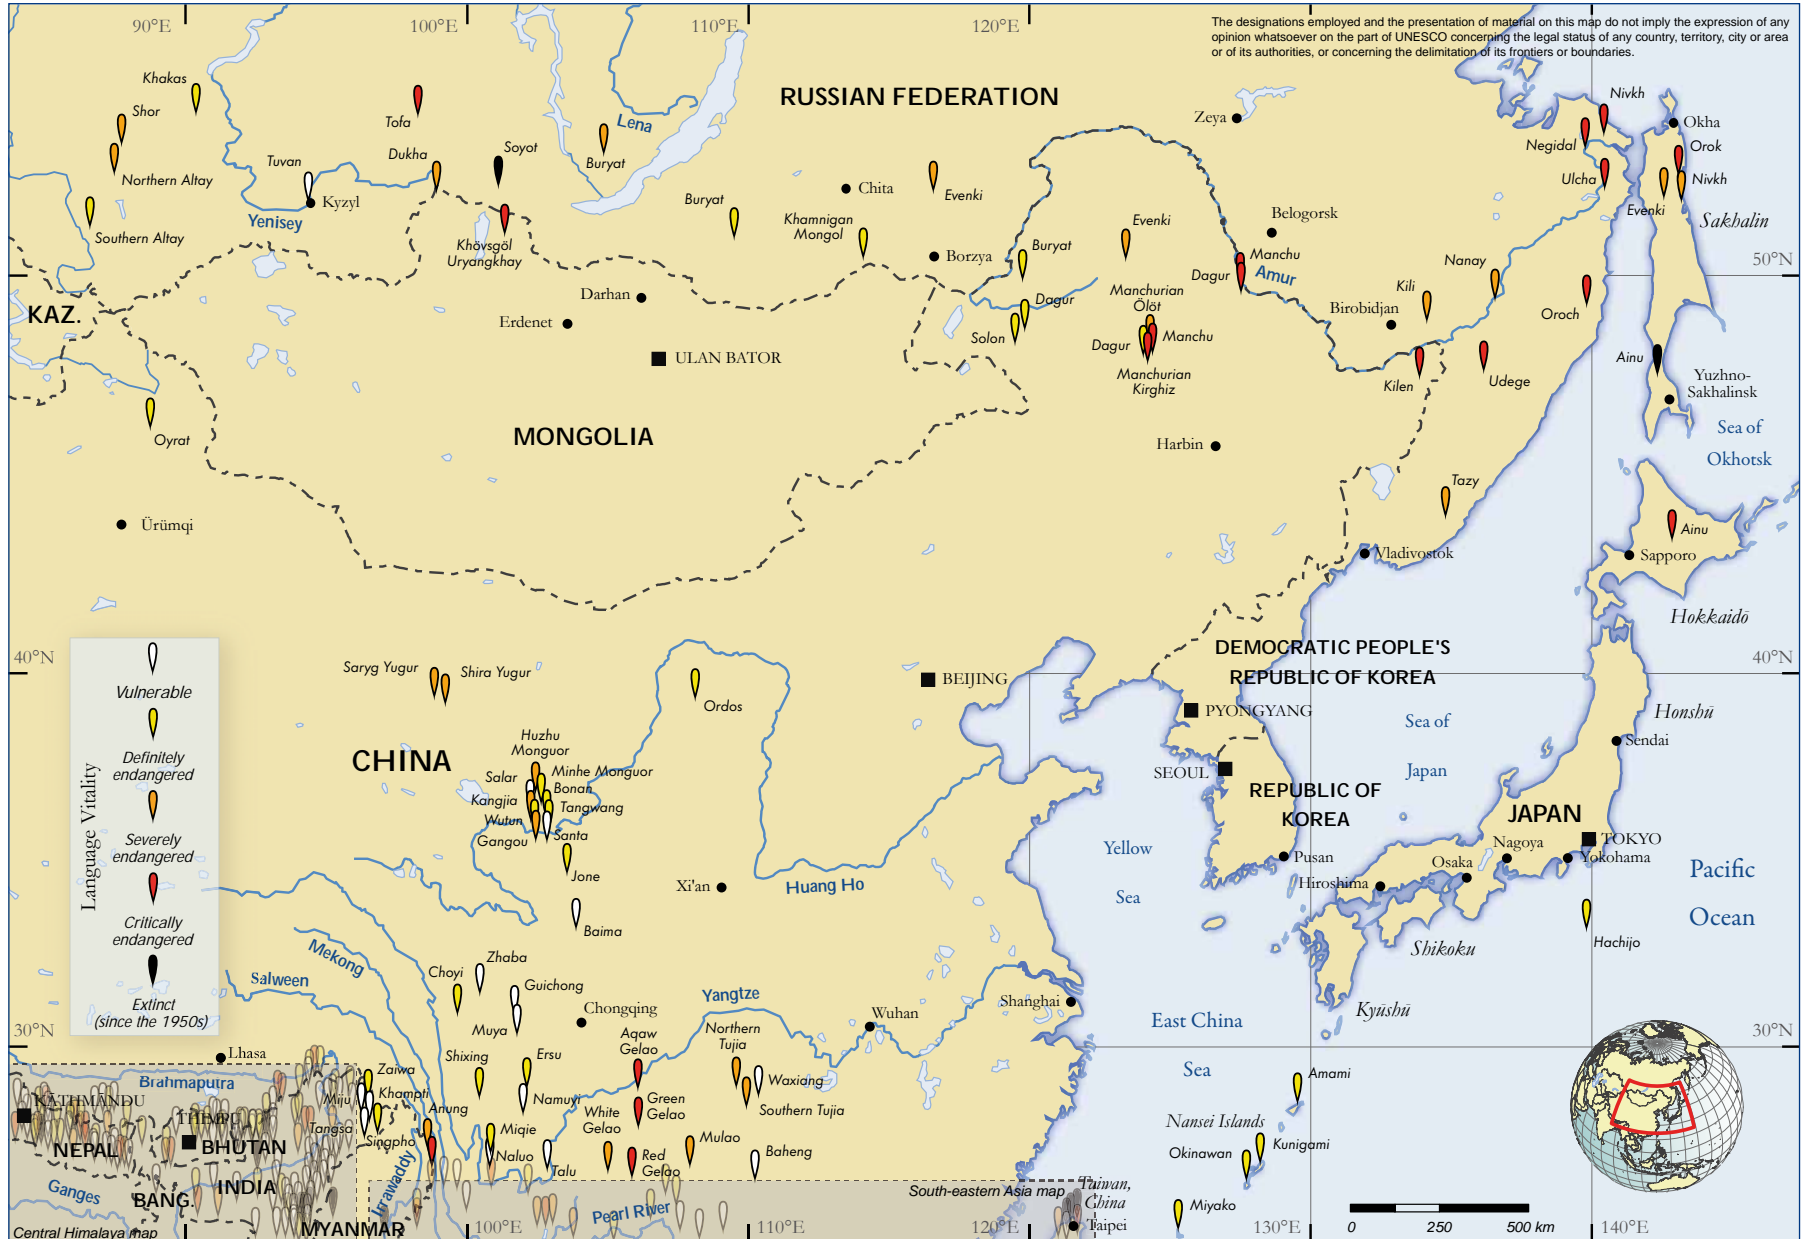 90°E
100°E
110°E
120°E
The designations employed and the presentation of material on this map do not imply the expression of any
opinion whatsoever on the part of UNESCO concerning the legal status of any country, territory, city or area
or of its authorities, or concerning the delimitation of its frontiers or boundaries.
Khakas
Shor
Tofa
Lena
RUSSIAN FEDERATION
Zeya
Nivkh
Okha
Negidal
Orok
Northern Altay
Tuvan
Dukha
Soyot
Buryat
Chita
Evenki
Ulcha
Nivkh
Evenki
Sakhalin
Kyzyl
Yenisey
Southern Altay
Khövsgöl
Uryangkhay
Buryat
Khamnigan
Mongol
Borzya
Buryat
Evenki
Belogorsk
Manchu
Dagur
Amur
Nanay
50°N
KAZ.
Darhan
Erdenet
ULAN BATOR
Dagur
Solon
Manchurian
Ölöt
Dagur
Manchu
Manchurian
Kirghiz
Kili
Birobidjan
Oroch
Kilen
Udege
Ainu
Yuzhno-
Sakhalinsk
Oyrat
MONGOLIA
Harbin
Sea of
Okhotsk
Ürümqi
Tazy
Vladivostok
Ainu
Sapporo
Hokkaidō
40°N
Language Vitality
Vulnerable
Definitely
endangered
Severely
endangered
Critically
endangered
Extinct
(since the 1950s)
Saryg Yugur
Shira Yugur
Ordos
BEIJING
DEMOCRATIC PEOPLE'S
REPUBLIC OF KOREA
40°N
PYONGYANG
Sea of
Japan
Honshū
Sendai
CHINA
Huzhu
Monguor
Minhe Monguor
Salar
Bonan
Kangjia
Tangwang
Wutun
Santa
Gangou
Jone
SEOUL
REPUBLIC OF
KOREA
Pusan
JAPAN
Nagoya
TOKYO
Yokohama
Osaka
Hiroshima
Yellow
Sea
Xi'an
Huang Ho
Pacific
Ocean
Baima
Shikoku
Hachijo
Kyūshū
Mekong
Salween
Choyi
Zhaba
Guichong
Muya
Chongqing
Yangtze
Wuhan
Shanghai
30°N
Lhasa
Shixing
Ersu
Namuyi
Aqaw
Gelao
Northern
Tujia
Waxiang
Southern Tujia
Green
Gelao
White
Gelao
East China
Sea
30°N
Amami
Brahmaputra
Zaiwa
Khampti
Miju
Anung
KATHMANDU
THIMPU
Tangsa
Singpho
NEPAL
BHUTAN
Miqie
Naluo
Talu
Red
Gelao
Mulao
Baheng
Nansei Islands
Okinawan
Kunigami
Miyako
Ganges
BANG.
INDIA
Irrawaddy
MYANMAR
Central Himalaya map
Pearl River
South-eastern Asia map
Taiwan,
China
Taipei
100°E
110°E
120°E
130°E
140°E
0
250
500 km